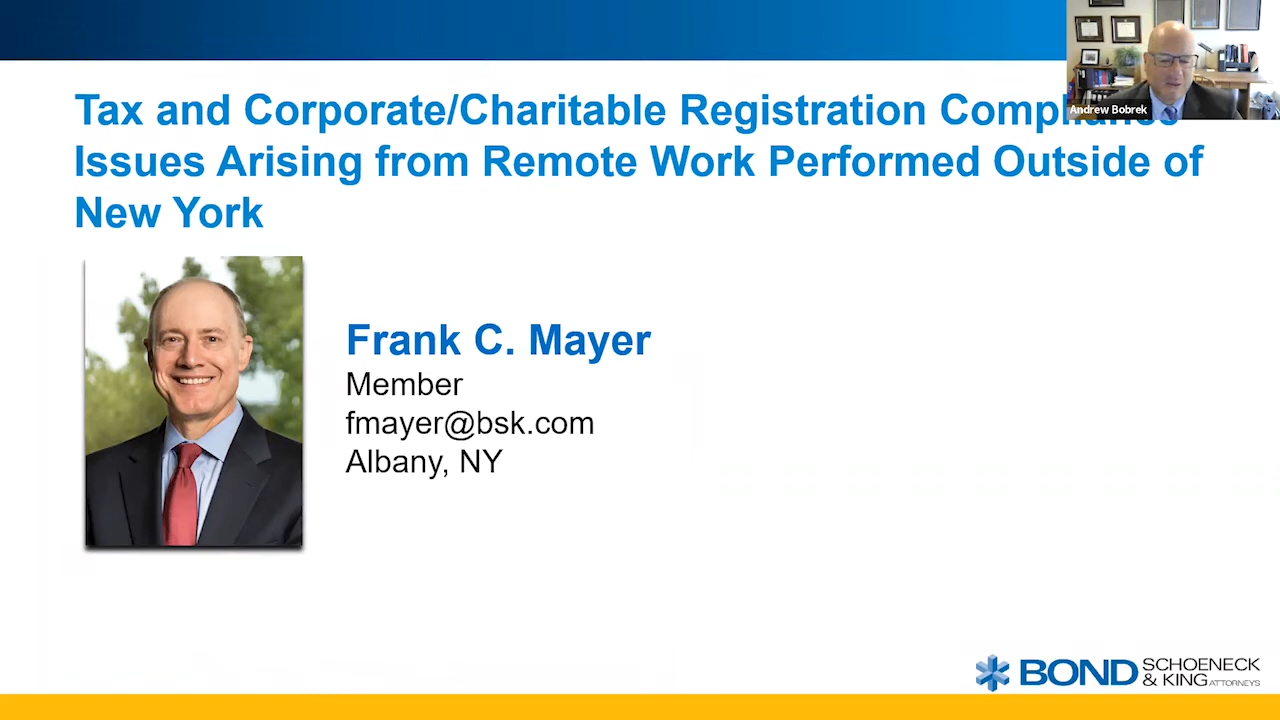 Andrew Bobrek
Tax and Corporate/Charitable Registration Compliance
Issues Arising from Remote Work Performed Outside of
New York
Frank C. Mayer
Member
fmayer@bsk.com
Albany, NY
BOND SCHOENECK
& KING ATTORNEYS